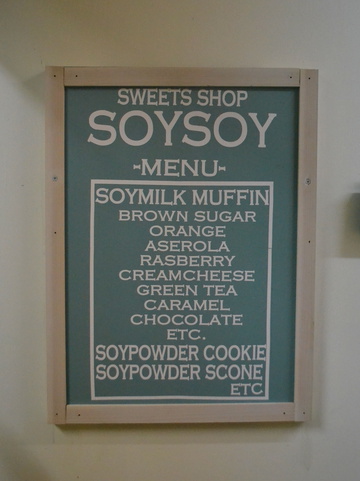 SWEETS SHOP
SOYSOY
-MENU-
SOYMILK MUFFIN
BROWN SUGAR
ORANGE
ASEROLA
RASBERRY
CREAMCHEESE
GREEN TEA
CARAMEL
CHOCOLATE
ETC.
SOYPOWDER COOKIE
SOYPOWDER SCONE
ETC